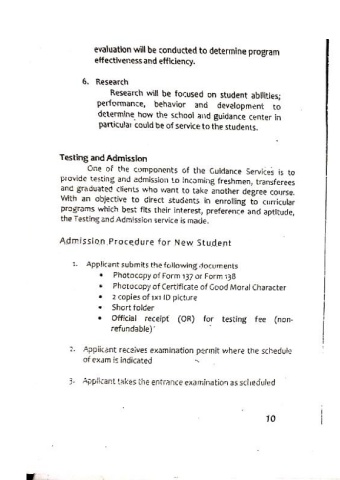 evaluation will be conducted to determine program
effectiveness and efficiency.
6. Research
Research will be focused on student abilities;
performance, behavior and development to
determine how the school and guidance center in
particular could be of service to the students.
Testing and Admission
One of the components of the Guidance Services is to
provide testing and admission to incoming freshmen, transferees
and graduated clients who want to take another degree course.
With an objective to direct students in enrolling to curricular
programs which best fits their interest, preference and aptitude,
the Testing and Admission service is made.
Admission Procedure for New Student
1. Applicant submits the following documents
• Photocopy of Form 137 or Form 138
• Photocopy of Certificate of Good Moral Character
• 2 copies of 1x1 ID picture
• Short folder
• Official receipt (OR) for testing fee (non-
refundable)
2. Applicant receives examination permit where the schedule
of exam is indicated
3. Applicant takes the entrance examination as scheduled
10